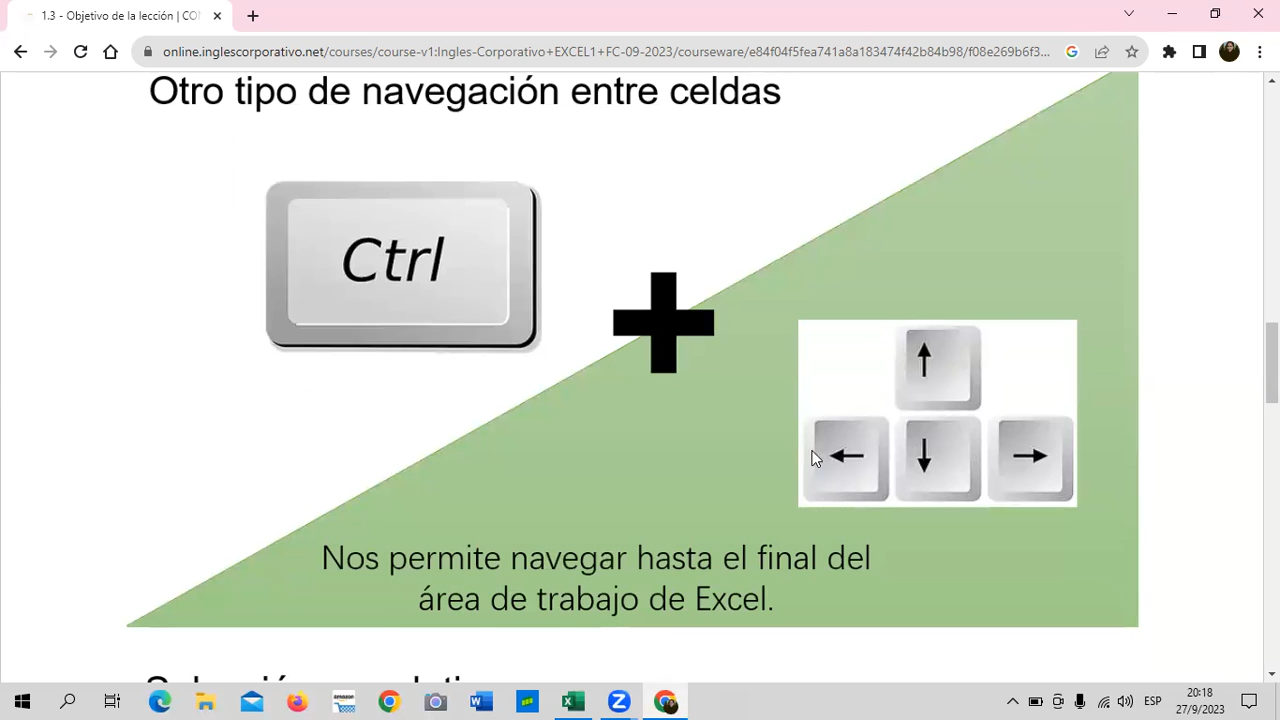 1.3 - Objetivo de la lección | CON
online.inglescorporativo.net/courses/course-v1:Ingles-Corporativo+EXCEL1+FC-09-2023/courseware/e84f04f5fea741a8a183474f42b84b98/f08e269b6f3...
Otro tipo de navegación entre celdas
Ctrl
Nos permite navegar hasta el final del
área de trabajo de Excel.
ESP
20:18
27/9/2023